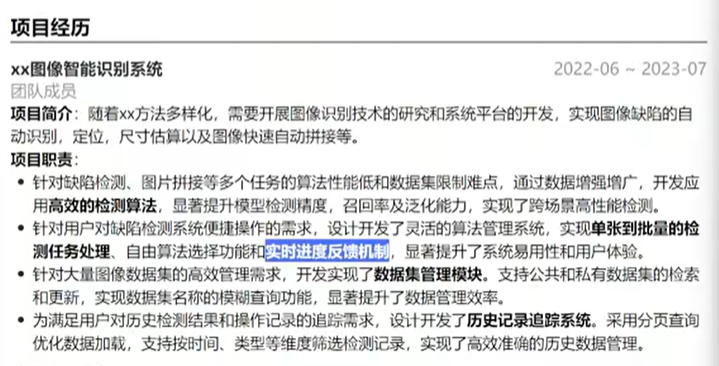 项目经历
xx图像智能识别系统 2022-06 ~ 2023-07
团队成员
项目简介：随着xx方法多样化，需要开展图像识别技术的研究和系统平台的开发，实现图像缺陷的自
动识别，定位，尺寸估算以及图像快速自动拼接等。
项目职责：
• 针对缺陷检测、图片拼接等多个任务的算法性能低和数据集限制难点，通过数据增强增广，开发应
用高效的检测算法，显著提升模型检测精度，召回率及泛化能力，实现了跨场景高性能检测。
• 针对用户对缺陷检测系统便捷操作的需求，设计开发了灵活的算法管理系统，实现单张到批量的检
测任务处理、自由算法选择功能和实时进度反馈机制，显著提升了系统易用性和用户体验。
• 针对大量图像数据集的高效管理需求，开发实现了数据集管理模块。支持公共和私有数据集的检索
和更新，实现数据集名称的模糊查询功能，显著提升了数据管理效率。
• 为满足用户对历史检测结果和操作记录的追踪需求，设计开发了历史记录追踪系统。采用分页查询
优化数据加载，支持按时间、类型等维度筛选检测记录，实现了高效准确的历史数据管理。